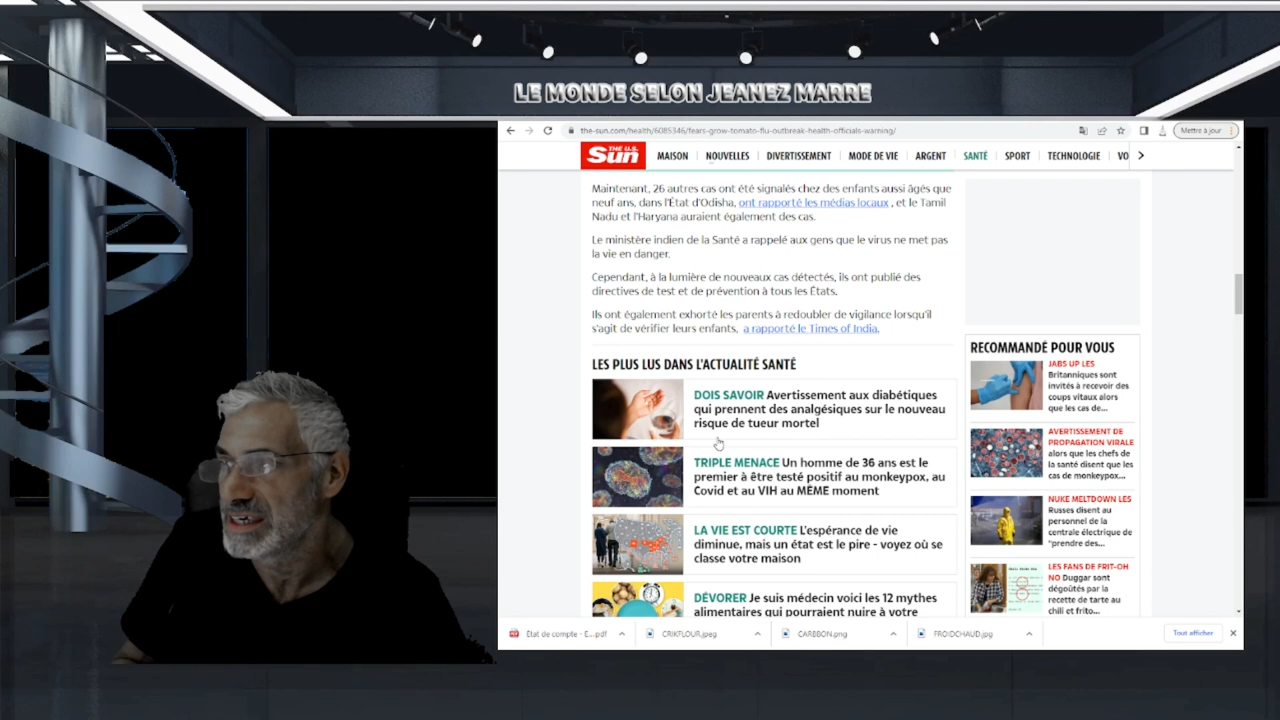 LE MONDE SELON JEANEZ MARRE
the-sun.com/health/6085346/fears-grow-tomato-flu-outbreak-health-officials-warning/
Mettre à jour
THE U.S.
Sun
MAISON
NOUVELLES
DIVERTISSEMENT
MODE DE VIE
ARGENT
SANTÉ
SPORT
TECHNOLOGIE
VO
Maintenant, 26 autres cas ont été signalés chez des enfants aussi âgés que
neuf ans, dans l'État d'Odisha, ont rapporté les médias locaux , et le Tamil
Nadu et l'Haryana auraient également des cas.
Le ministère indien de la Santé a rappelé aux gens que le virus ne met pas
la vie en danger.
Cependant, à la lumière de nouveaux cas détectés, ils ont publié des
directives de test et de prévention à tous les États.
Ils ont également exhorté les parents à redoubler de vigilance lorsqu'il
s'agit de vérifier leurs enfants, a rapporté le Times of India.
LES PLUS LUS DANS L'ACTUALITÉ SANTÉ
DOIS SAVOIR Avertissement aux diabétiques
qui prennent des analgésiques sur le nouveau
risque de tueur mortel
TRIPLE MENACE Un homme de 36 ans est le
premier à être testé positif au monkeypox, au
Covid et au VIH au MÊME moment
LA VIE EST COURTE L'espérance de vie
diminue, mais un état est le pire - voyez où se
classe votre maison
DÉVORER Je suis médecin voici les 12 mythes
alimentaires qui pourraient nuire à votre
RECOMMANDÉ POUR VOUS
JABS UP LES
Britanniques sont
invités à recevoir des
coups vitaux alors
que les cas de...
AVERTISSEMENT DE
PROPAGATION VIRALE
alors que les chefs de
la santé disent que les
cas de monkeypox...
NUKE MELTDOWN LES
Russes disent au
personnel de la
centrale électrique de
"prendre des...
LES FANS DE FRIT-OH
NO Duggar sont
dégoûtés par la
recette de tarte au
chili et frito...
Etat de compte - E....pdf
CRIKFLOUR.jpeg
CARBBON.png
FROIDCHAUD.jpg
Tout afficher